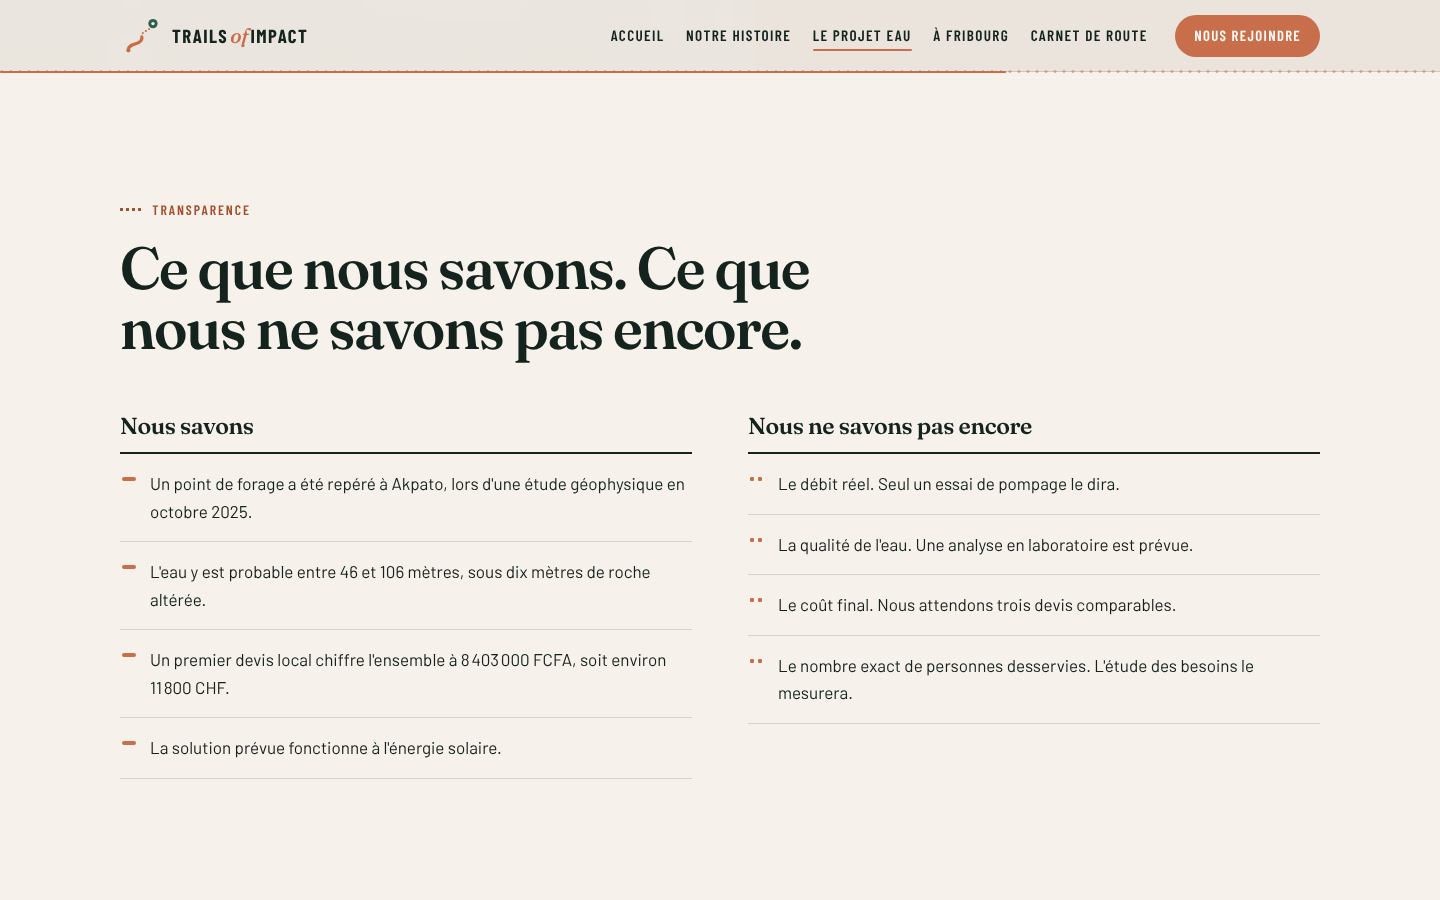 TRAILS of IMPACT
ACCUEIL
NOTRE HISTOIRE
LE PROJET EAU
À FRIBOURG
CARNET DE ROUTE
NOUS REJOINDRE
TRANSPARENCE
Ce que nous savons. Ce que
nous ne savons pas encore.
Nous savons
Un point de forage a été repéré à Akpato, lors d'une étude géophysique en
octobre 2025.
L'eau y est probable entre 46 et 106 mètres, sous dix mètres de roche
altérée.
Un premier devis local chiffre l'ensemble à 8 403 000 FCFA, soit environ
11 800 CHF.
La solution prévue fonctionne à l'énergie solaire.
Nous ne savons pas encore
Le débit réel. Seul un essai de pompage le dira.
La qualité de l'eau. Une analyse en laboratoire est prévue.
Le coût final. Nous attendons trois devis comparables.
Le nombre exact de personnes desservies. L'étude des besoins le
mesurera.